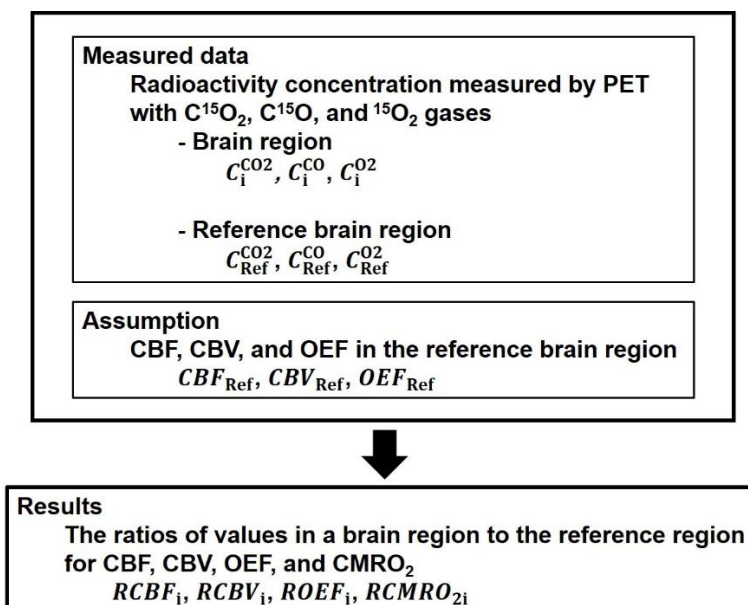 Measured data
Radioactivity concentration measured by PET
with C¹⁵O₂, C¹⁵O, and ¹⁵O₂ gases
- Brain region
C_i^CO2, C_i^CO, C_i^O2
- Reference brain region
C_Ref^CO2, C_Ref^CO, C_Ref^O2
Assumption
CBF, CBV, and OEF in the reference brain region
CBF_Ref, CBV_Ref, OEF_Ref
Results
The ratios of values in a brain region to the reference region
for CBF, CBV, OEF, and CMRO₂
RCBF_i, RCBV_i, ROEF_i, RCMRO_2i